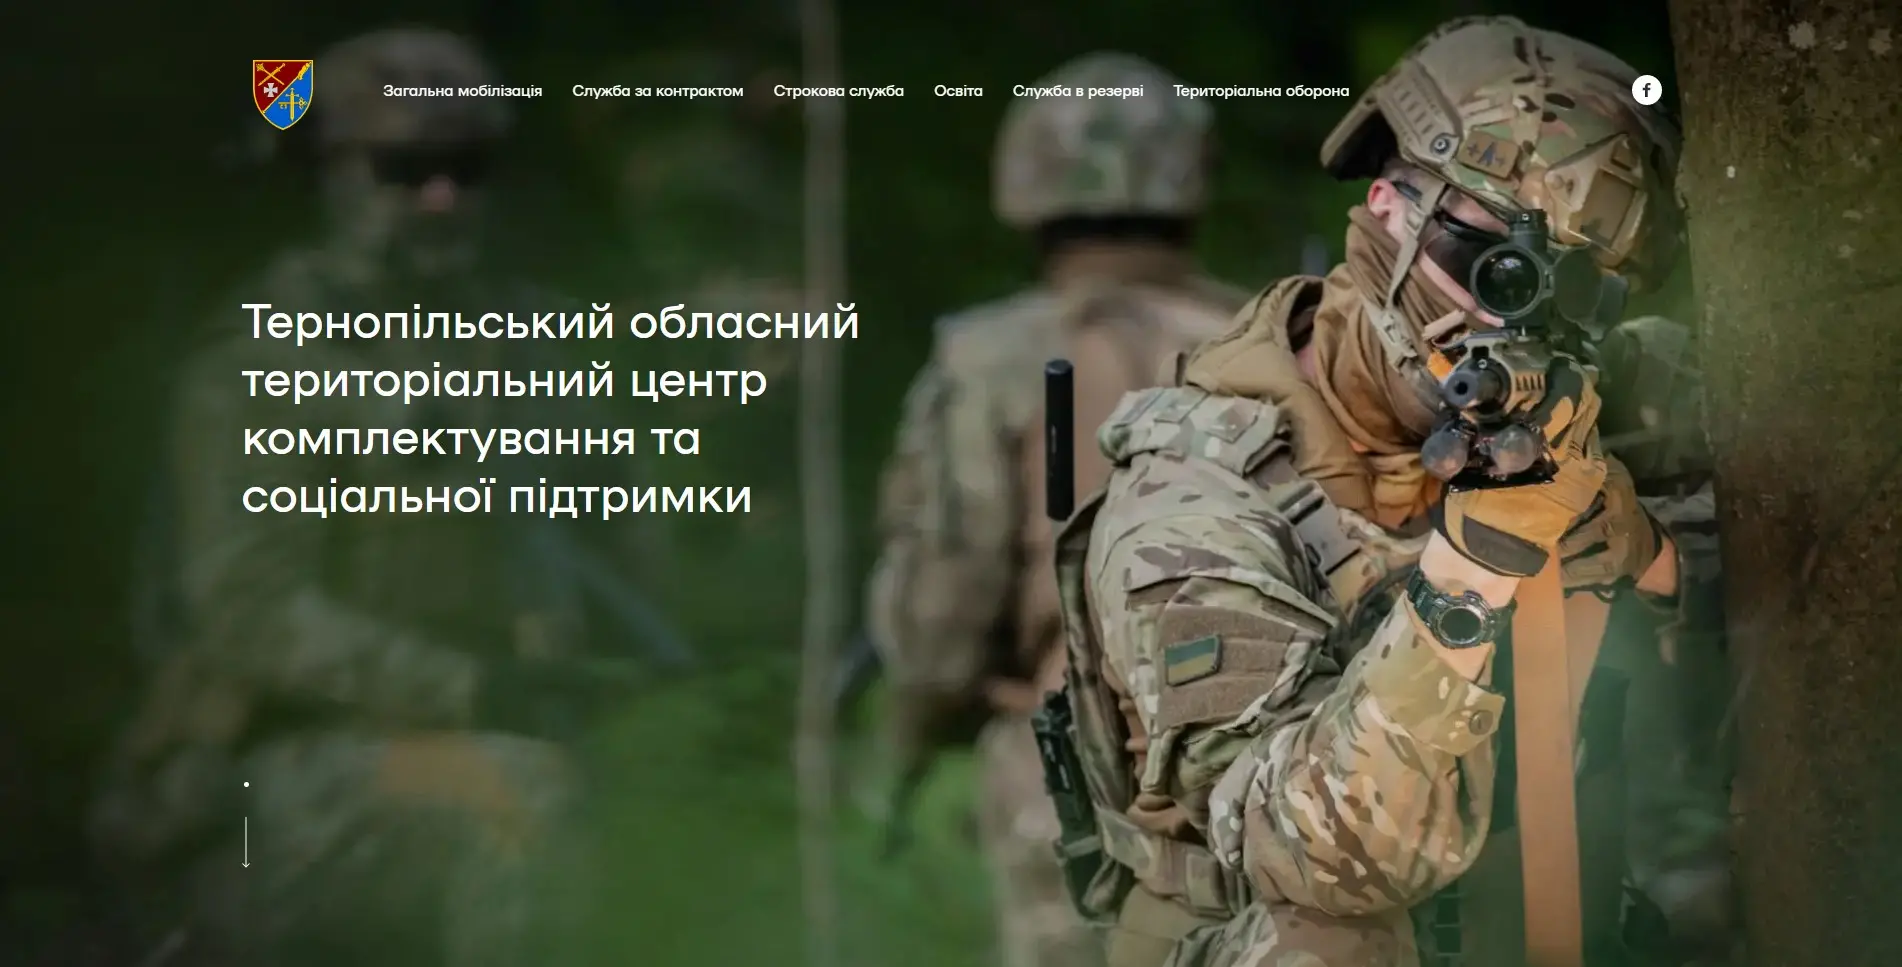 Загальна мобілізація Служба за контрактом Строкова служба Освіта Служба в резерві Територіальна оборона
Тернопільський обласний
територіальний центр
комплектування та
соціальної підтримки